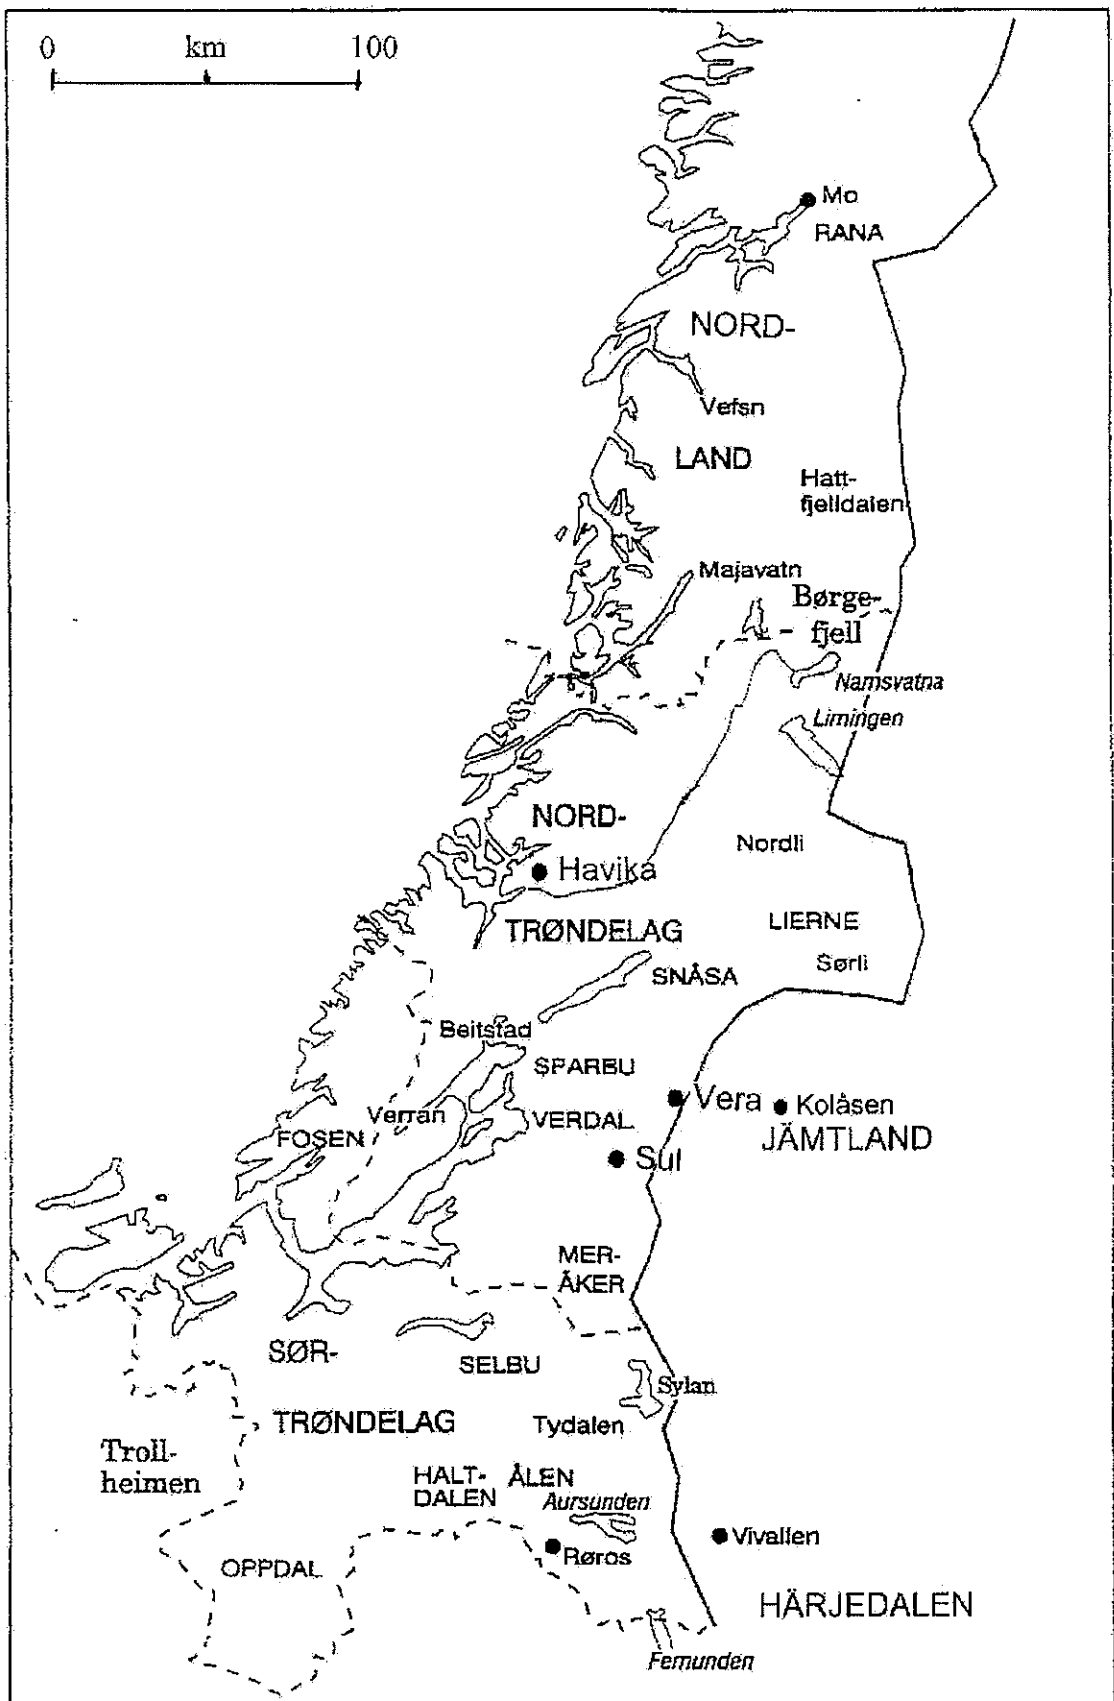 0 km 100
Mo
RANA
NORD-
Vefsn
LAND
Hatt-
fjelldalen
Majavatn
Børge-
fjell
Namsvatna
Limingen
NORD-
Nordli
Havika
LIERNE
TRØNDELAG
Sørli
SNÅSA
Beitstad
SPARBU
Vera
Kolåsen
Verran
VERDAL
JÄMTLAND
FOSEN
Sul
MER-
ÅKER
SØR-
SELBU
Sylan
TRØNDELAG
Tydalen
Troll-
heimen
HALT-
DALEN
ÅLEN
Aursunden
Vivallen
Røros
OPPDAL
HÄRJEDALEN
Femunden